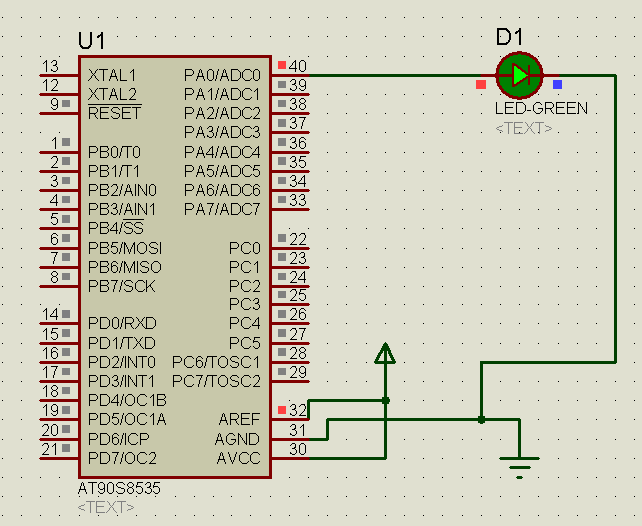 U1
13 XTAL1 PA0/ADC0 40
12 XTAL2 PA1/ADC1 39
9 RESET PA2/ADC2 38
PA3/ADC3 37
1 PB0/T0 PA4/ADC4 36
2 PB1/T1 PA5/ADC5 35
3 PB2/AIN0 PA6/ADC6 34
4 PB3/AIN1 PA7/ADC7 33
5 PB4/SS
6 PB5/MOSI PC0 22
7 PB6/MISO PC1 23
8 PB7/SCK PC2 24
PC3 25
14 PD0/RXD PC4 26
15 PD1/TXD PC5 27
16 PD2/INT0 PC6/TOSC1 28
17 PD3/INT1 PC7/TOSC2 29
18 PD4/OC1B
19 PD5/OC1A AREF 32
20 PD6/ICP AGND 31
21 PD7/OC2 AVCC 30
AT90S8535
<TEXT>
D1
LED-GREEN
<TEXT>